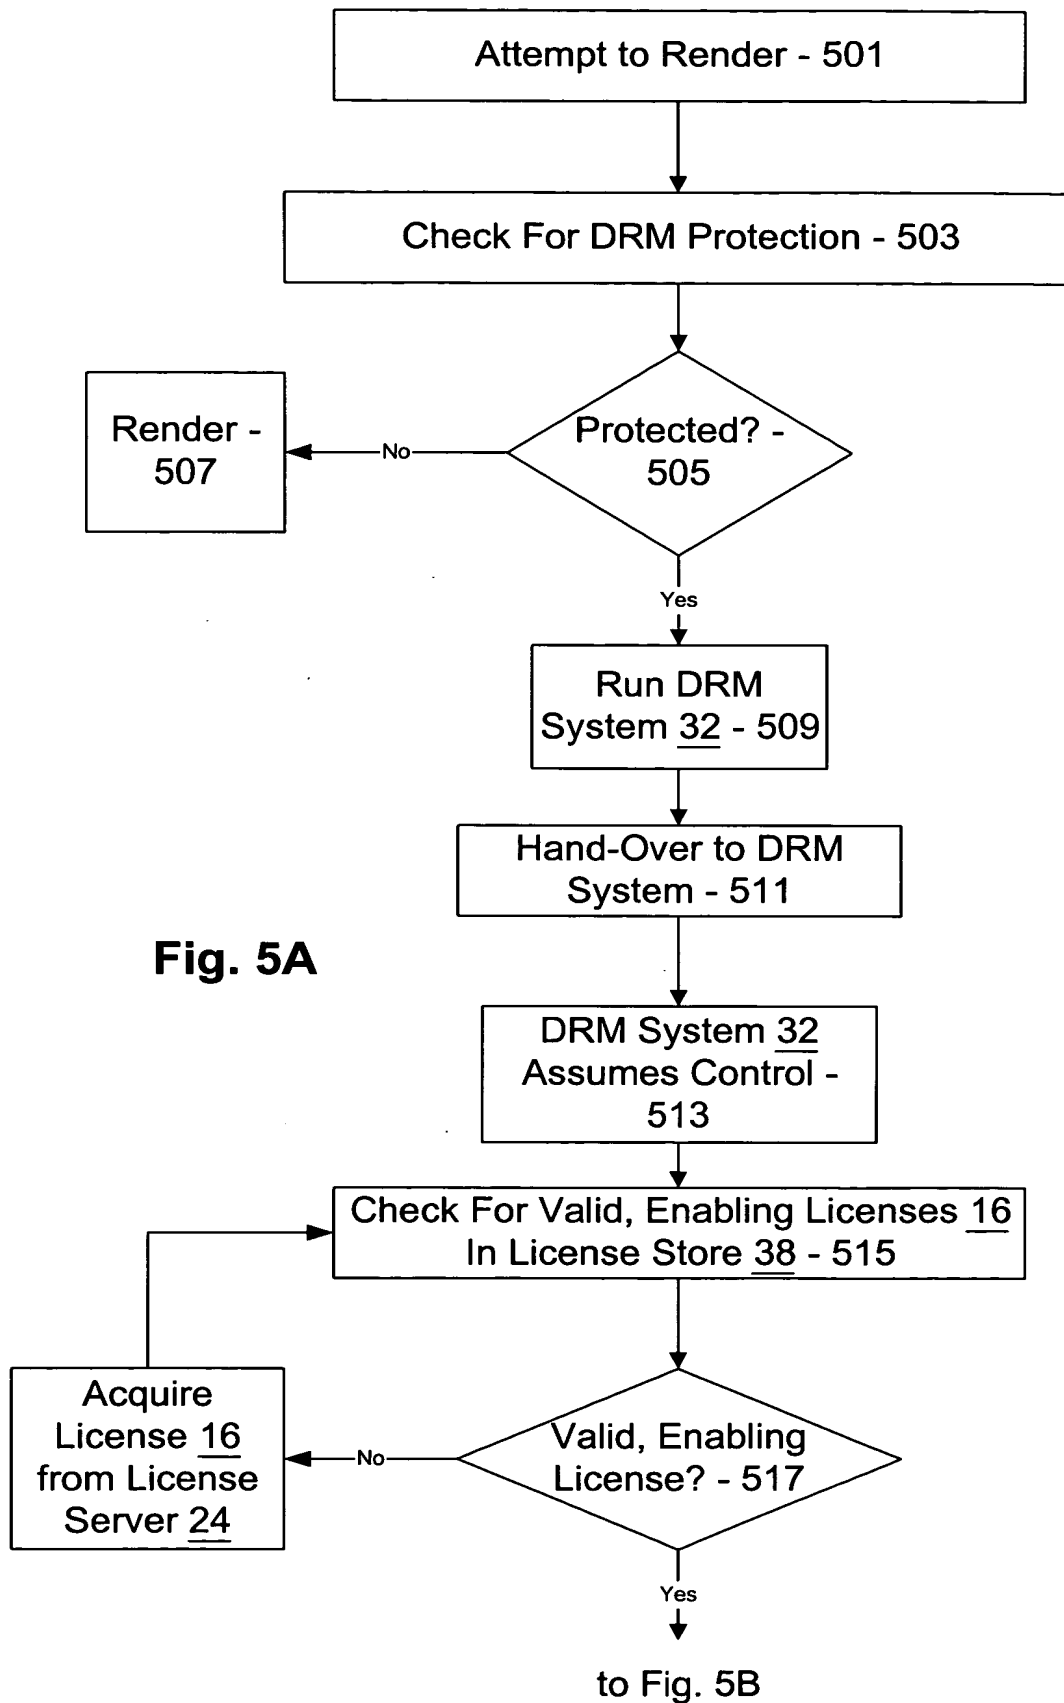 Attempt to Render - 501
Check For DRM Protection - 503
Protected? -
505
No
Render -
507
Yes
Run DRM
System 32 - 509
Hand-Over to DRM
System - 511
Fig. 5A
DRM System 32
Assumes Control -
513
Check For Valid, Enabling Licenses 16
In License Store 38 - 515
Valid, Enabling
License? - 517
No
Acquire
License 16
from License
Server 24
Yes
to Fig. 5B